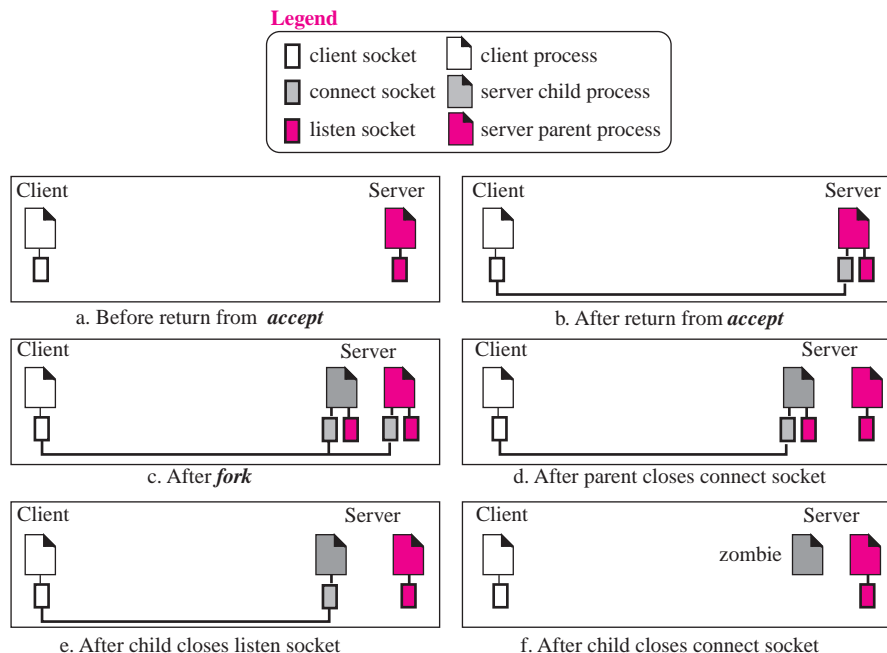 Legend
client socket client process
connect socket server child process
listen socket server parent process
Client Server
a. Before return from accept
Client Server
b. After return from accept
Client Server
c. After fork
Client Server
d. After parent closes connect socket
Client Server
e. After child closes listen socket
Client Server
zombie
f. After child closes connect socket